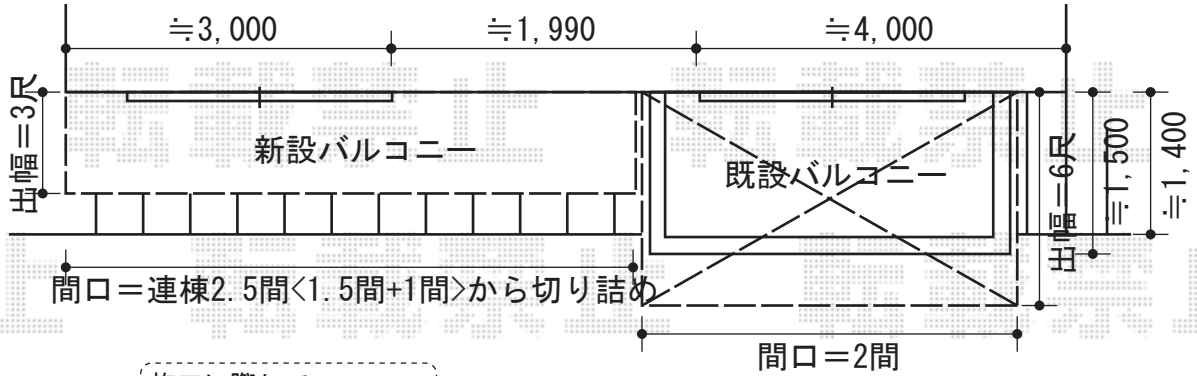 ≒3,000
≒1,990
≒4,000
出幅=3尺
新設バルコニー
既設バルコニー
出幅=6尺
≒1,500
≒1,400
間口=連棟2.5間<1.5間+1間>から切り詰め
間口=2間